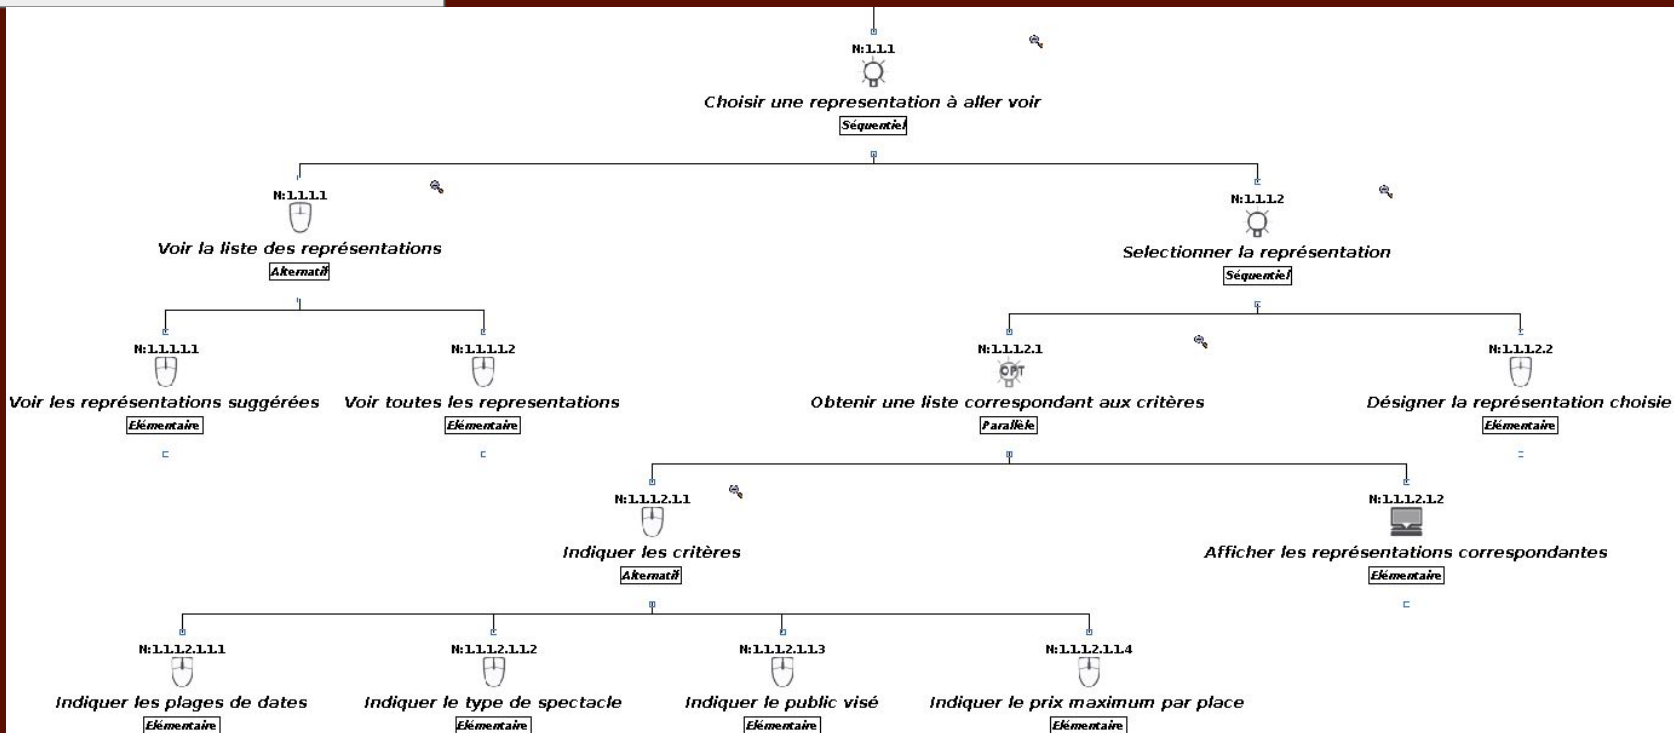 N:1.1.1
Choisir une representation à aller voir
Séquentiel
N:1.1.1.1
Voir la liste des représentations
Alternatif
N:1.1.1.2
Selectionner la représentation
Séquentiel
N:1.1.1.1.1
Voir les représentations suggérées
Elémentaire
N:1.1.1.1.2
Voir toutes les representations
Elémentaire
N:1.1.1.2.1
OPT
Obtenir une liste correspondant aux critères
Parallèle
N:1.1.1.2.2
Désigner la représentation choisie
Elémentaire
N:1.1.1.2.1.1
Indiquer les critères
Alternatif
N:1.1.1.2.1.2
Afficher les représentations correspondantes
Elémentaire
N:1.1.1.2.1.1.1
Indiquer les plages de dates
Elémentaire
N:1.1.1.2.1.1.2
Indiquer le type de spectacle
Elémentaire
N:1.1.1.2.1.1.3
Indiquer le public visé
Elémentaire
N:1.1.1.2.1.1.4
Indiquer le prix maximum par place
Elémentaire